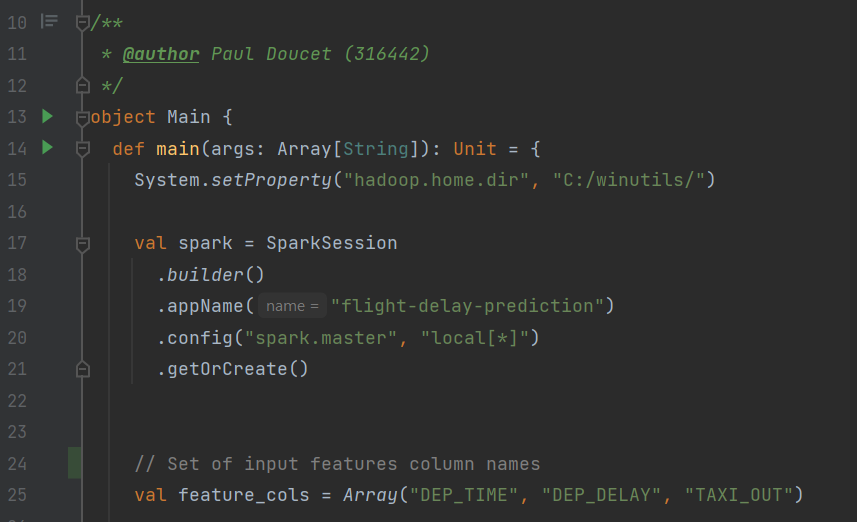 10 /**
11 * @author Paul Doucet (316442)
12 */
13 object Main {
14 def main(args: Array[String]): Unit = {
15 System.setProperty("hadoop.home.dir", "C:/winutils/")
16
17 val spark = SparkSession
18 .builder()
19 .appName( name = "flight-delay-prediction")
20 .config("spark.master", "local[*]")
21 .getOrCreate()
22
23
24 // Set of input features column names
25 val feature_cols = Array("DEP_TIME", "DEP_DELAY", "TAXI_OUT")